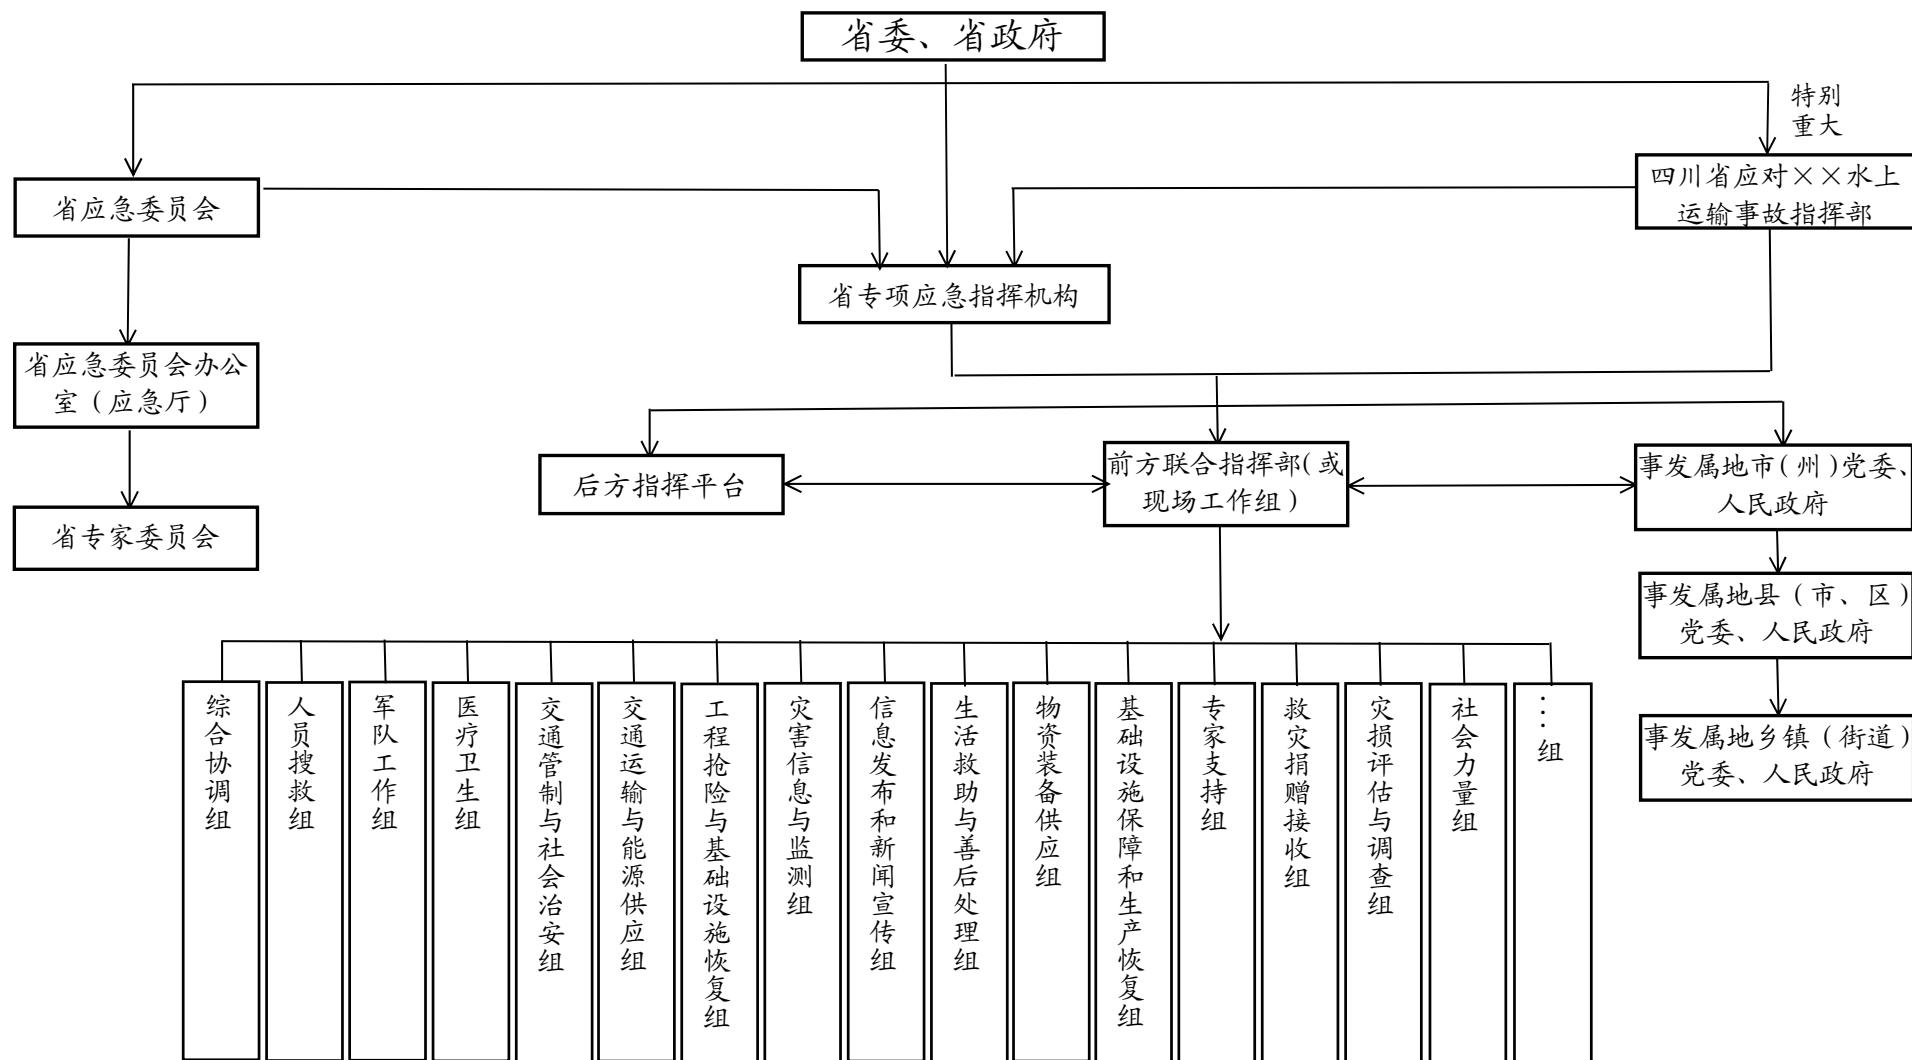 省委、省政府
特别
重大
四川省应对××水上
运输事故指挥部
省应急委员会
省专项应急指挥机构
省应急委员会办公
室（应急厅）
后方指挥平台
前方联合指挥部（或
现场工作组）
事发属地市（州）党委、
人民政府
省专家委员会
事发属地县（市、区）
党委、人民政府
事发属地乡镇（街道）
党委、人民政府
综合协调组
人员搜救组
军队工作组
医疗卫生组
交通管制与社会治安组
交通运输与能源供应组
工程抢险与基础设施恢复组
灾害信息与监测组
信息发布和新闻宣传组
生活救助与善后处理组
物资装备供应组
基础设施保障和生产恢复组
专家支持组
救灾捐赠接收组
灾损评估与调查组
社会力量组
…组